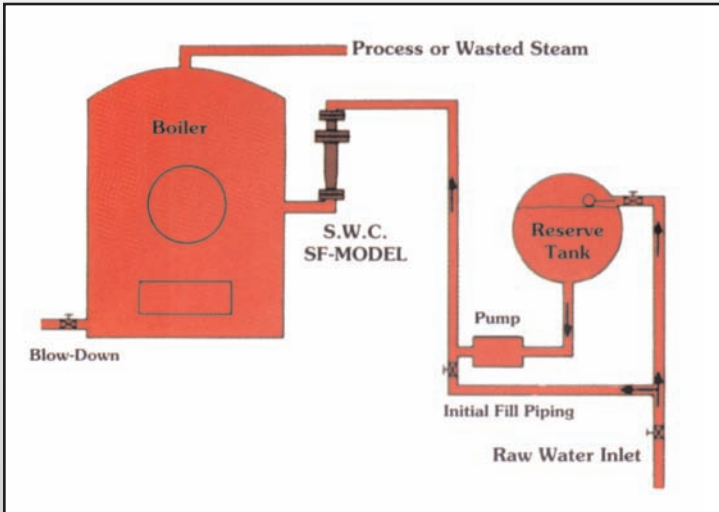 Process or Wasted Steam
Boiler
S.W.C.
SF-MODEL
Reserve
Tank
Pump
Blow-Down
Initial Fill Piping
Raw Water Inlet